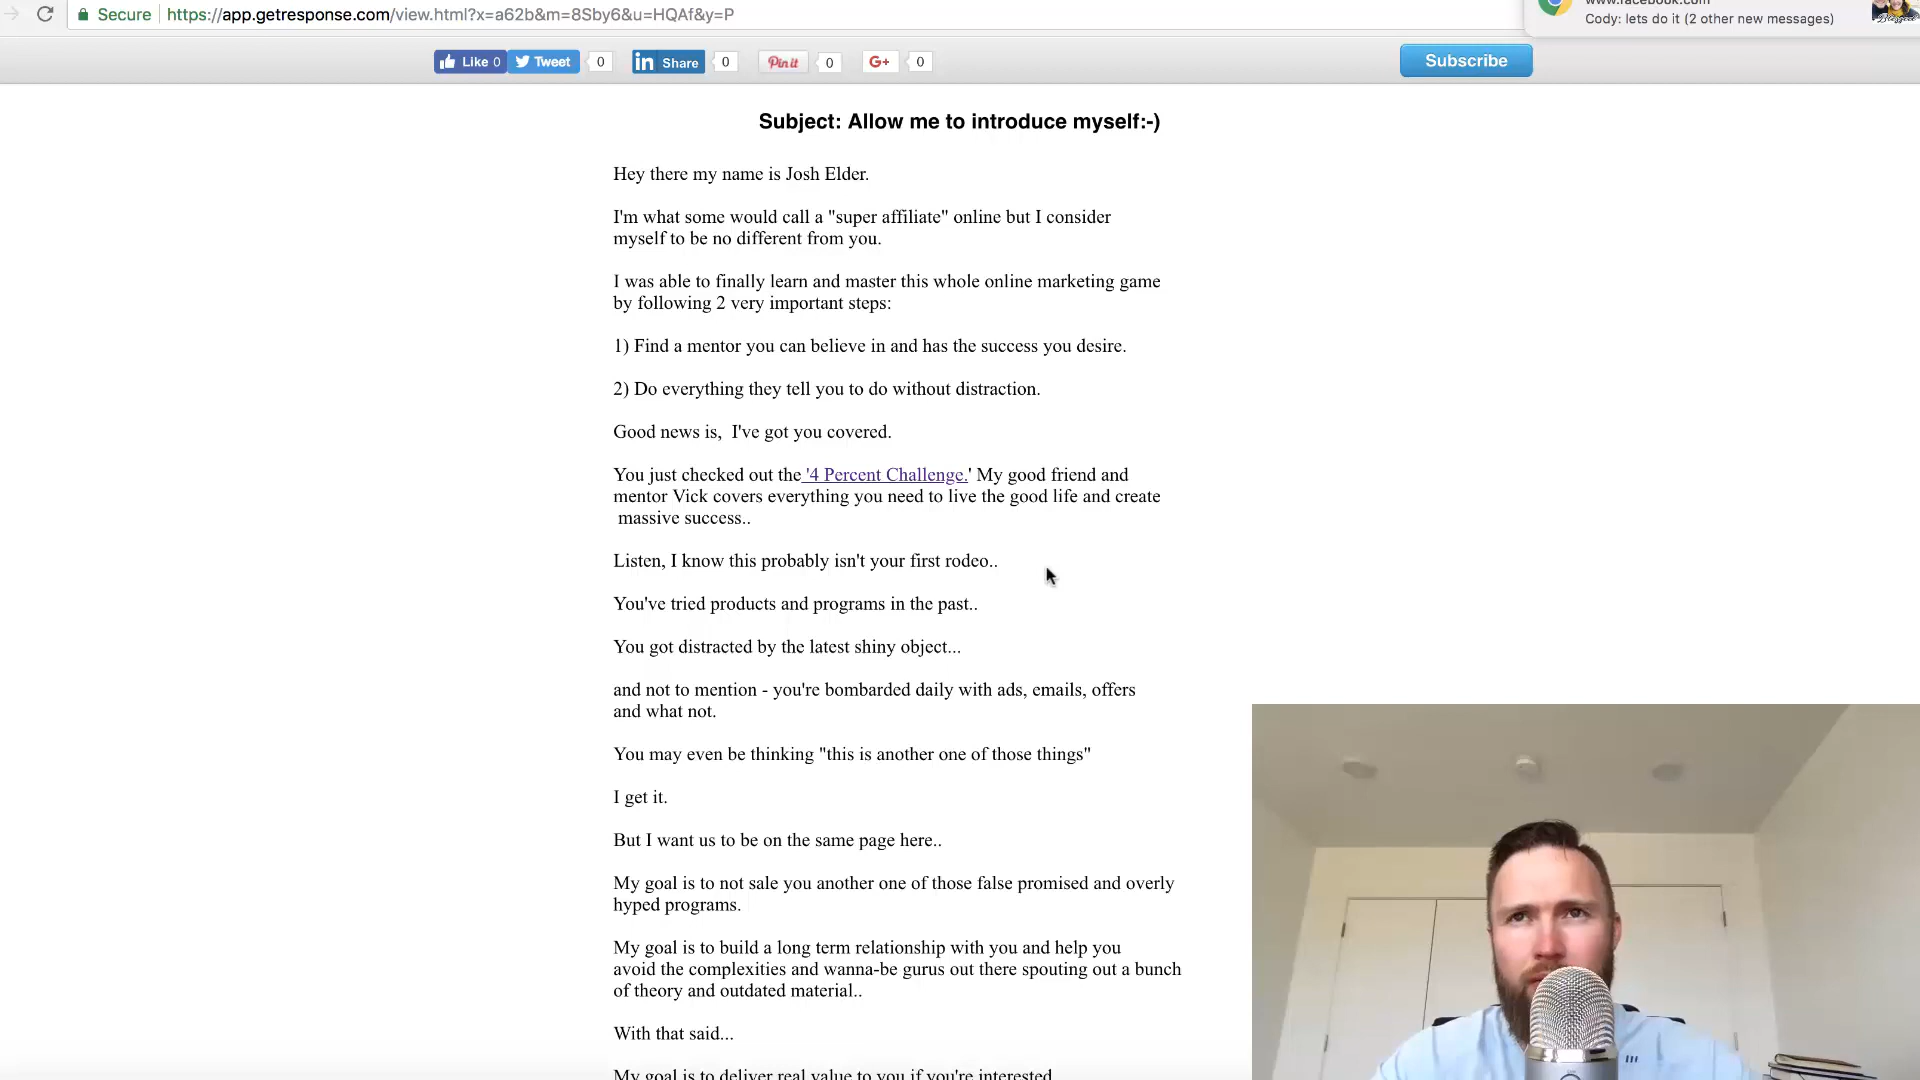 Secure https://app.getresponse.com/view.html?x=a62b&m=8Sby6&u=HQAf&y=P
www.facebook.com
Cody: lets do it (2 other new messages)
Like 0 Tweet 0 in Share 0 Pin it 0 G+ 0 Subscribe
Subject: Allow me to introduce myself:-)
Hey there my name is Josh Elder.
I'm what some would call a "super affiliate" online but I consider
myself to be no different from you.
I was able to finally learn and master this whole online marketing game
by following 2 very important steps:
1) Find a mentor you can believe in and has the success you desire.
2) Do everything they tell you to do without distraction.
Good news is,  I've got you covered.
You just checked out the '4 Percent Challenge.' My good friend and
mentor Vick covers everything you need to live the good life and create
massive success..
Listen, I know this probably isn't your first rodeo..
You've tried products and programs in the past..
You got distracted by the latest shiny object...
and not to mention - you're bombarded daily with ads, emails, offers
and what not.
You may even be thinking "this is another one of those things"
I get it.
But I want us to be on the same page here..
My goal is to not sale you another one of those false promised and overly
hyped programs.
My goal is to build a long term relationship with you and help you
avoid the complexities and wanna-be gurus out there spouting out a bunch
of theory and outdated material..
With that said...
My goal is to deliver real value to you if you're interested